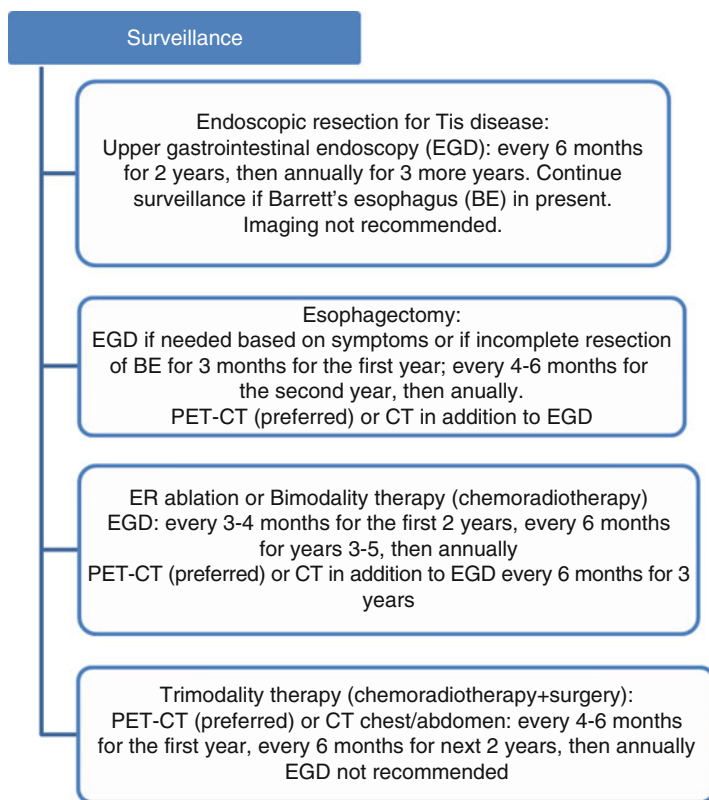 Surveillance
Endoscopic resection for Tis disease:
Upper gastrointestinal endoscopy (EGD): every 6 months
for 2 years, then annually for 3 more years. Continue
surveillance if Barrett's esophagus (BE) in present.
Imaging not recommended.
Esophagectomy:
EGD if needed based on symptoms or if incomplete resection
of BE for 3 months for the first year; every 4-6 months for
the second year, then anually.
PET-CT (preferred) or CT in addition to EGD
ER ablation or Bimodality therapy (chemoradiotherapy)
EGD: every 3-4 months for the first 2 years, every 6 months
for years 3-5, then annually
PET-CT (preferred) or CT in addition to EGD every 6 months for 3
years
Trimodality therapy (chemoradiotherapy+surgery):
PET-CT (preferred) or CT chest/abdomen: every 4-6 months
for the first year, every 6 months for next 2 years, then annually
EGD not recommended